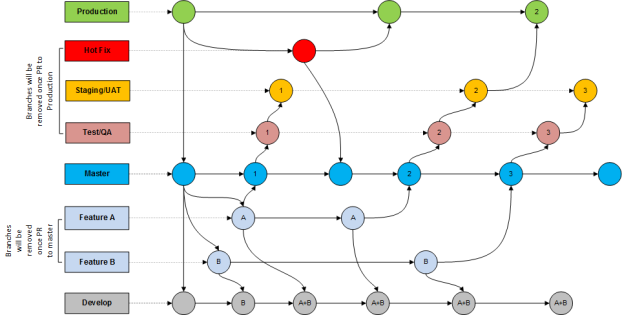 Production
2
Hot Fix
Branches will be
removed once PR to
Production
Staging/UAT
1
2
3
Test/QA
1
2
3
Master
1
2
3
Feature A
A
A
Branches
will be
removed
once PR
to master
Feature B
B
B
Develop
B
A+B
A+B
A+B
A+B